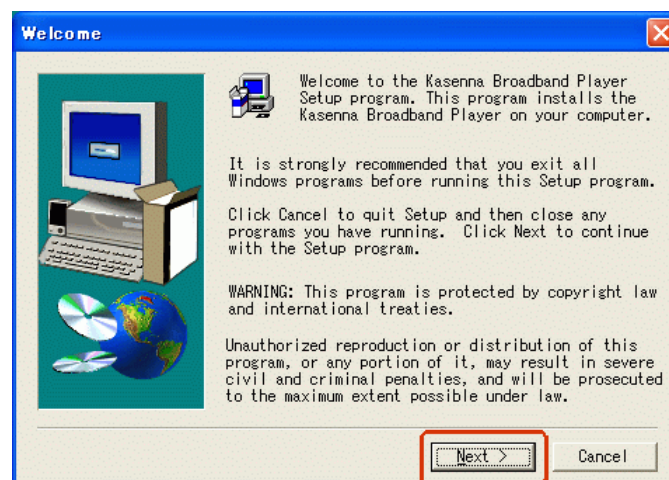 Welcome
Welcome to the Kasenna Broadband Player
Setup program. This program installs the
Kasenna Broadband Player on your computer.
It is strongly recommended that you exit all
Windows programs before running this Setup program.
Click Cancel to quit Setup and then close any
programs you have running.  Click Next to continue
with the Setup program.
WARNING: This program is protected by copyright law
and international treaties.
Unauthorized reproduction or distribution of this
program, or any portion of it, may result in severe
civil and criminal penalties, and will be prosecuted
to the maximum extent possible under law.
Next >
Cancel